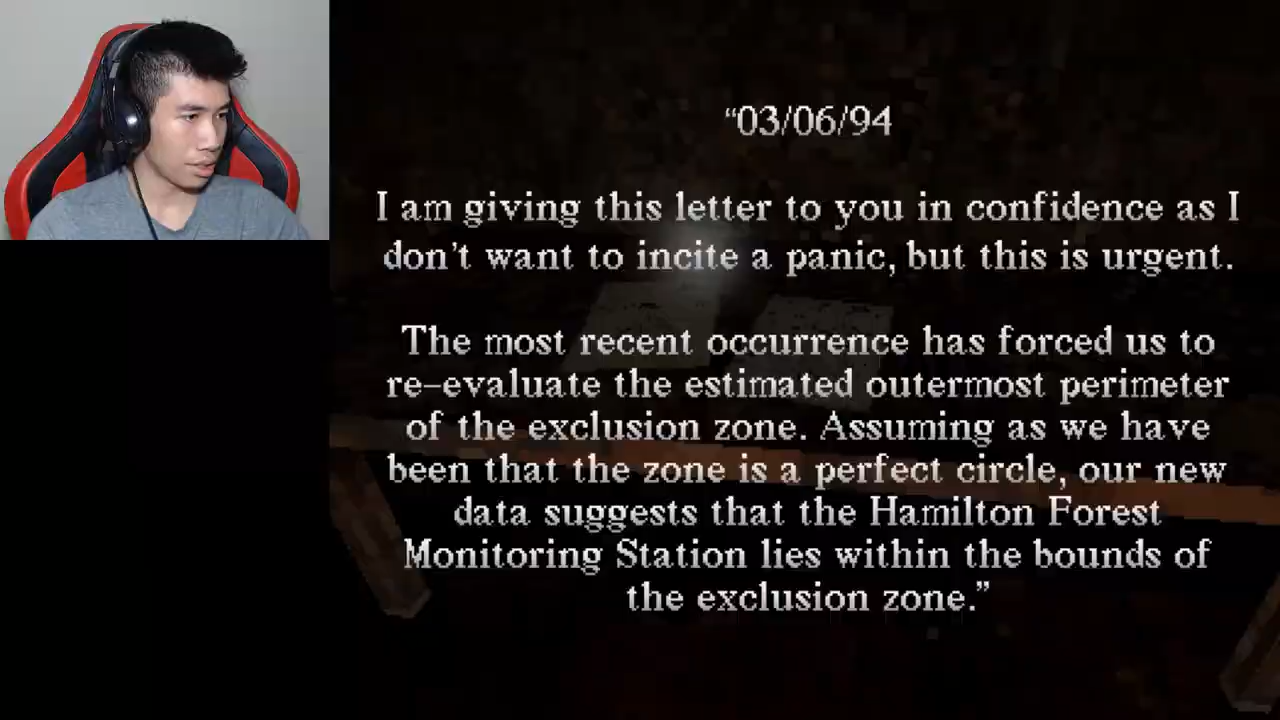 “03/06/94
I am giving this letter to you in confidence as I
don’t want to incite a panic, but this is urgent.
The most recent occurrence has forced us to
re-evaluate the estimated outermost perimeter
of the exclusion zone. Assuming as we have
been that the zone is a perfect circle, our new
data suggests that the Hamilton Forest
Monitoring Station lies within the bounds of
the exclusion zone.”